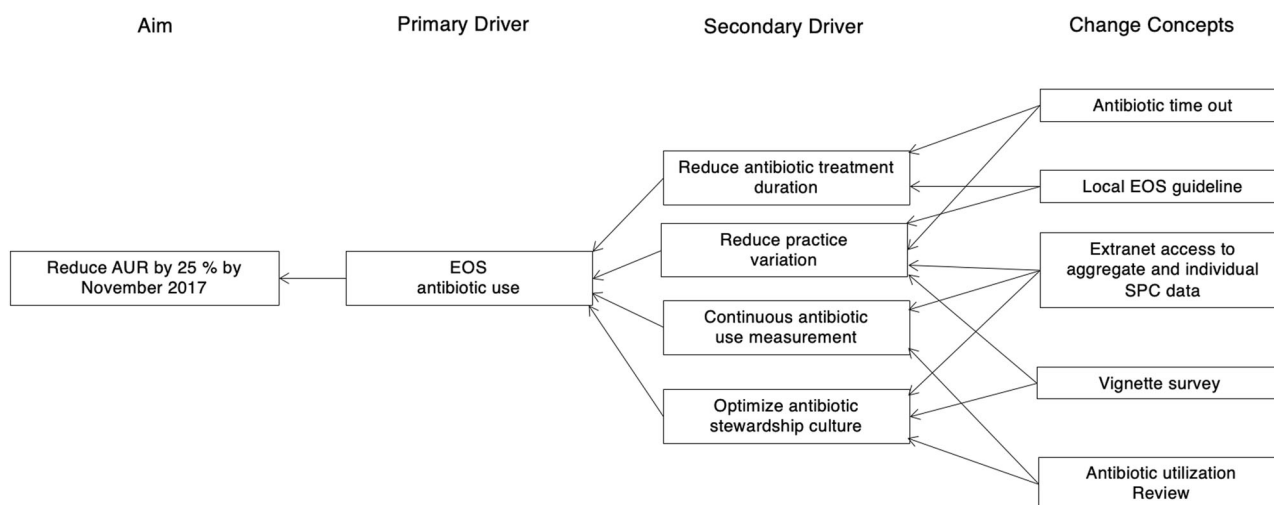 Aim
Primary Driver
Secondary Driver
Change Concepts
Reduce AUR by 25 % by
November 2017
EOS
antibiotic use
Reduce antibiotic treatment
duration
Reduce practice
variation
Continuous antibiotic
use measurement
Optimize antibiotic
stewardship culture
Antibiotic time out
Local EOS guideline
Extranet access to
aggregate and individual
SPC data
Vignette survey
Antibiotic utilization
Review